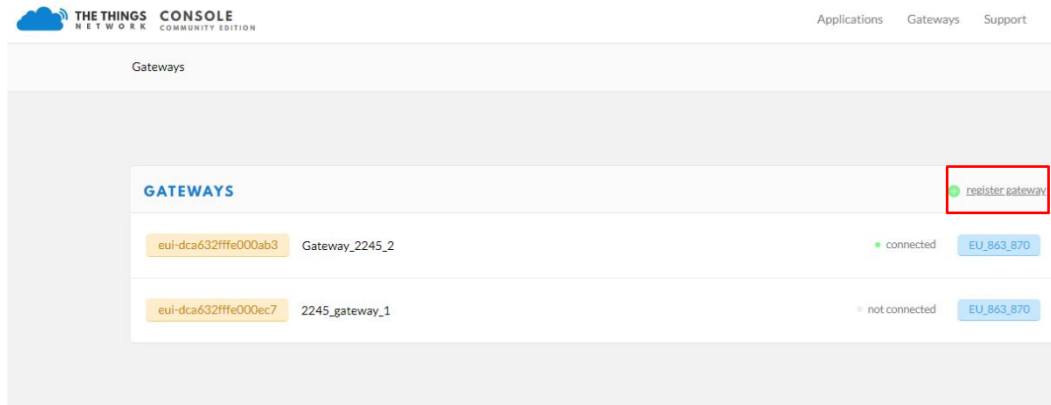 THE THINGS NETWORK CONSOLE COMMUNITY EDITION Applications Gateways Support
Gateways
GATEWAYS register gateway
eui-dca632fffe000ab3 Gateway_2245_2 connected EU_863_870
eui-dca632fffe000ec7 2245_gateway_1 not connected EU_863_870